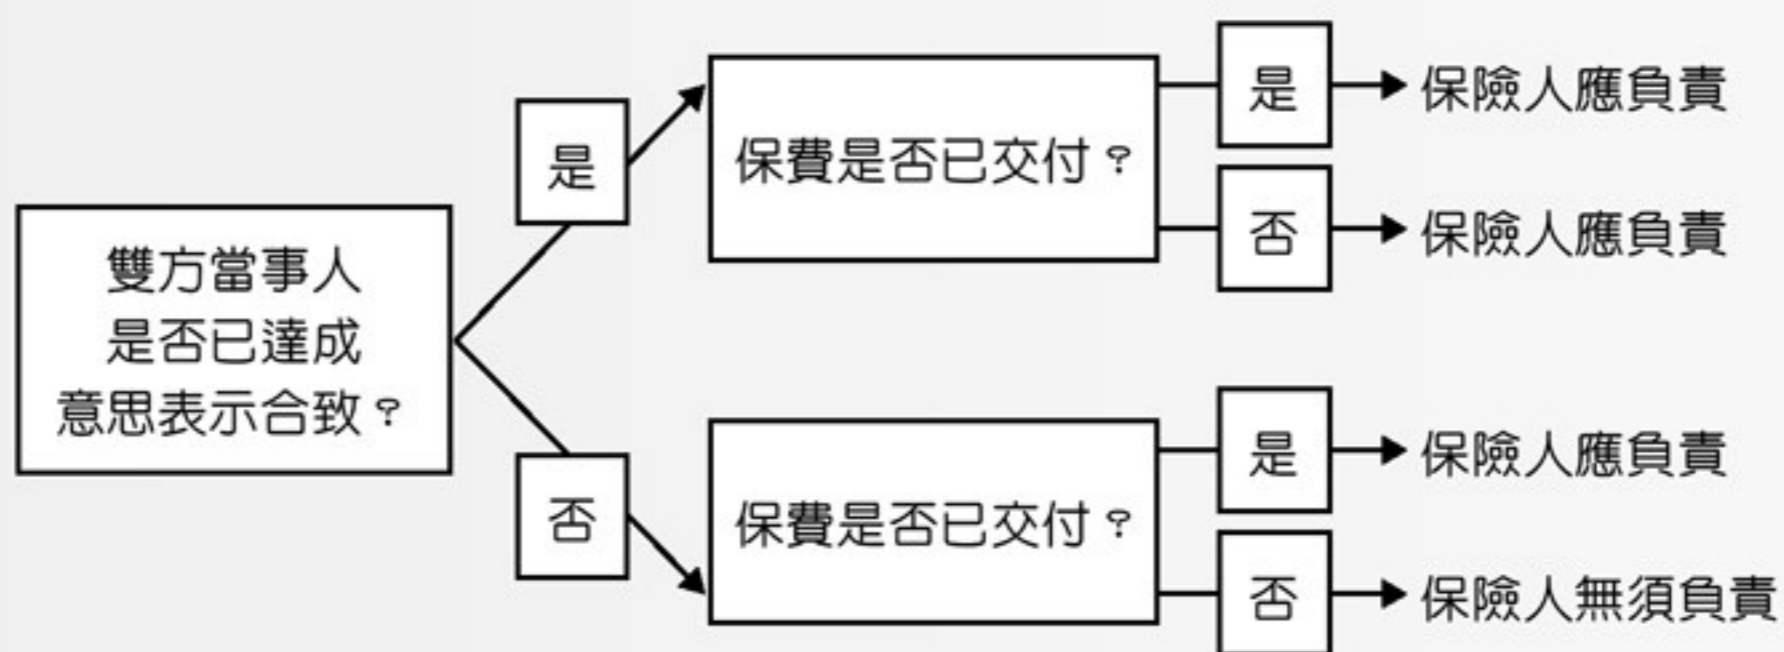 雙方當事人
是否已達成
意思表示合致？
是
保費是否已交付？
是
保險人應負責
否
保險人應負責
否
保費是否已交付？
是
保險人應負責
否
保險人無須負責